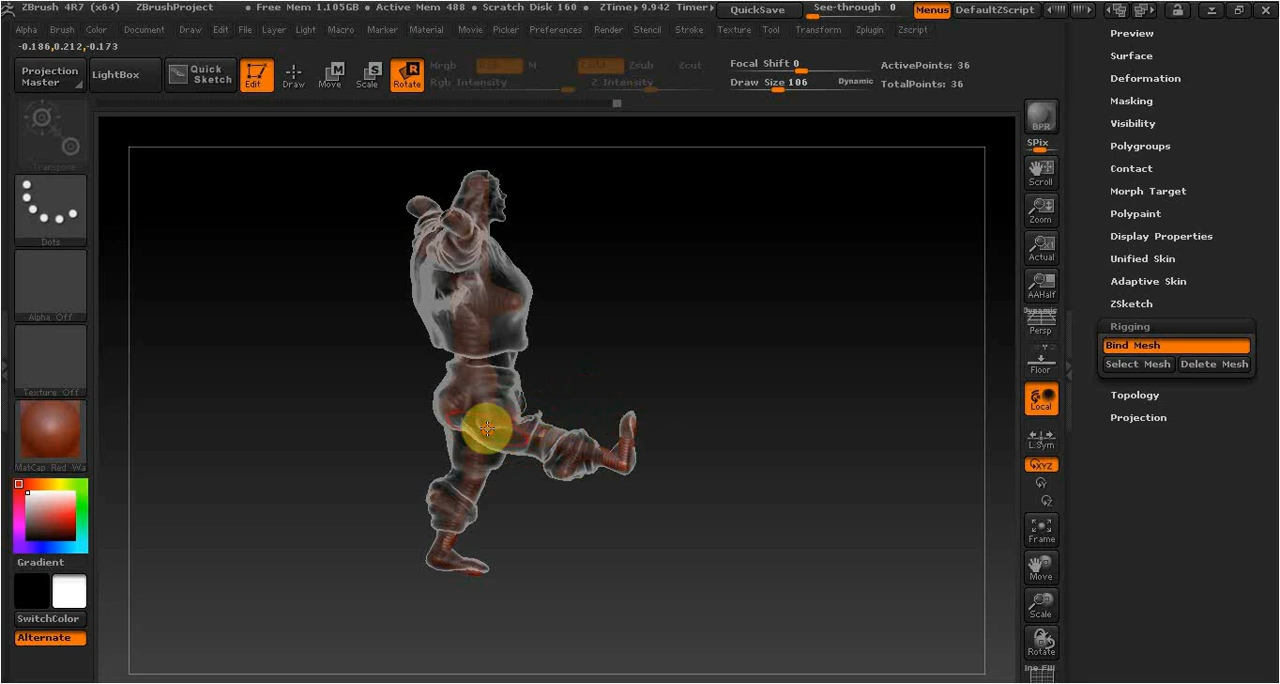 ZBrush 4R7 (x64) ZBrushProject • Free Mem 1.105GB • Active Mem 488 • Scratch Disk 160 • ZTime 9.942 Timer QuickSave See-through 0 Menus DefaultZScript
Alpha Brush Color Document Draw Edit File Layer Light Macro Marker Material Movie Picker Preferences Render Stencil Stroke Texture Tool Transform Zplugin Zscript
-0.186,0.212,-0.173
Projection Master
LightBox
Quick Sketch
Edit
Draw
Move
Scale
Rotate
Mrgb
M
Zsub
Zcut
Rgb Intensity
Z Intensity
Focal Shift 0
Draw Size 106 Dynamic
ActivePoints: 36
TotalPoints: 36
Transpose
Dots
Alpha Off
Texture Off
MatCap Red Wa
Gradient
SwitchColor
Alternate
BPR
SPix
Scroll
Zoom
Actual
AAHalf
Dynamic
Persp
Floor
Local
L.Sym
XYZ
Y
Z
Frame
Move
Scale
Rotate
Preview
Surface
Deformation
Masking
Visibility
Polygroups
Contact
Morph Target
Polypaint
Display Properties
Unified Skin
Adaptive Skin
ZSketch
Rigging
Bind Mesh
Select Mesh Delete Mesh
Topology
Projection